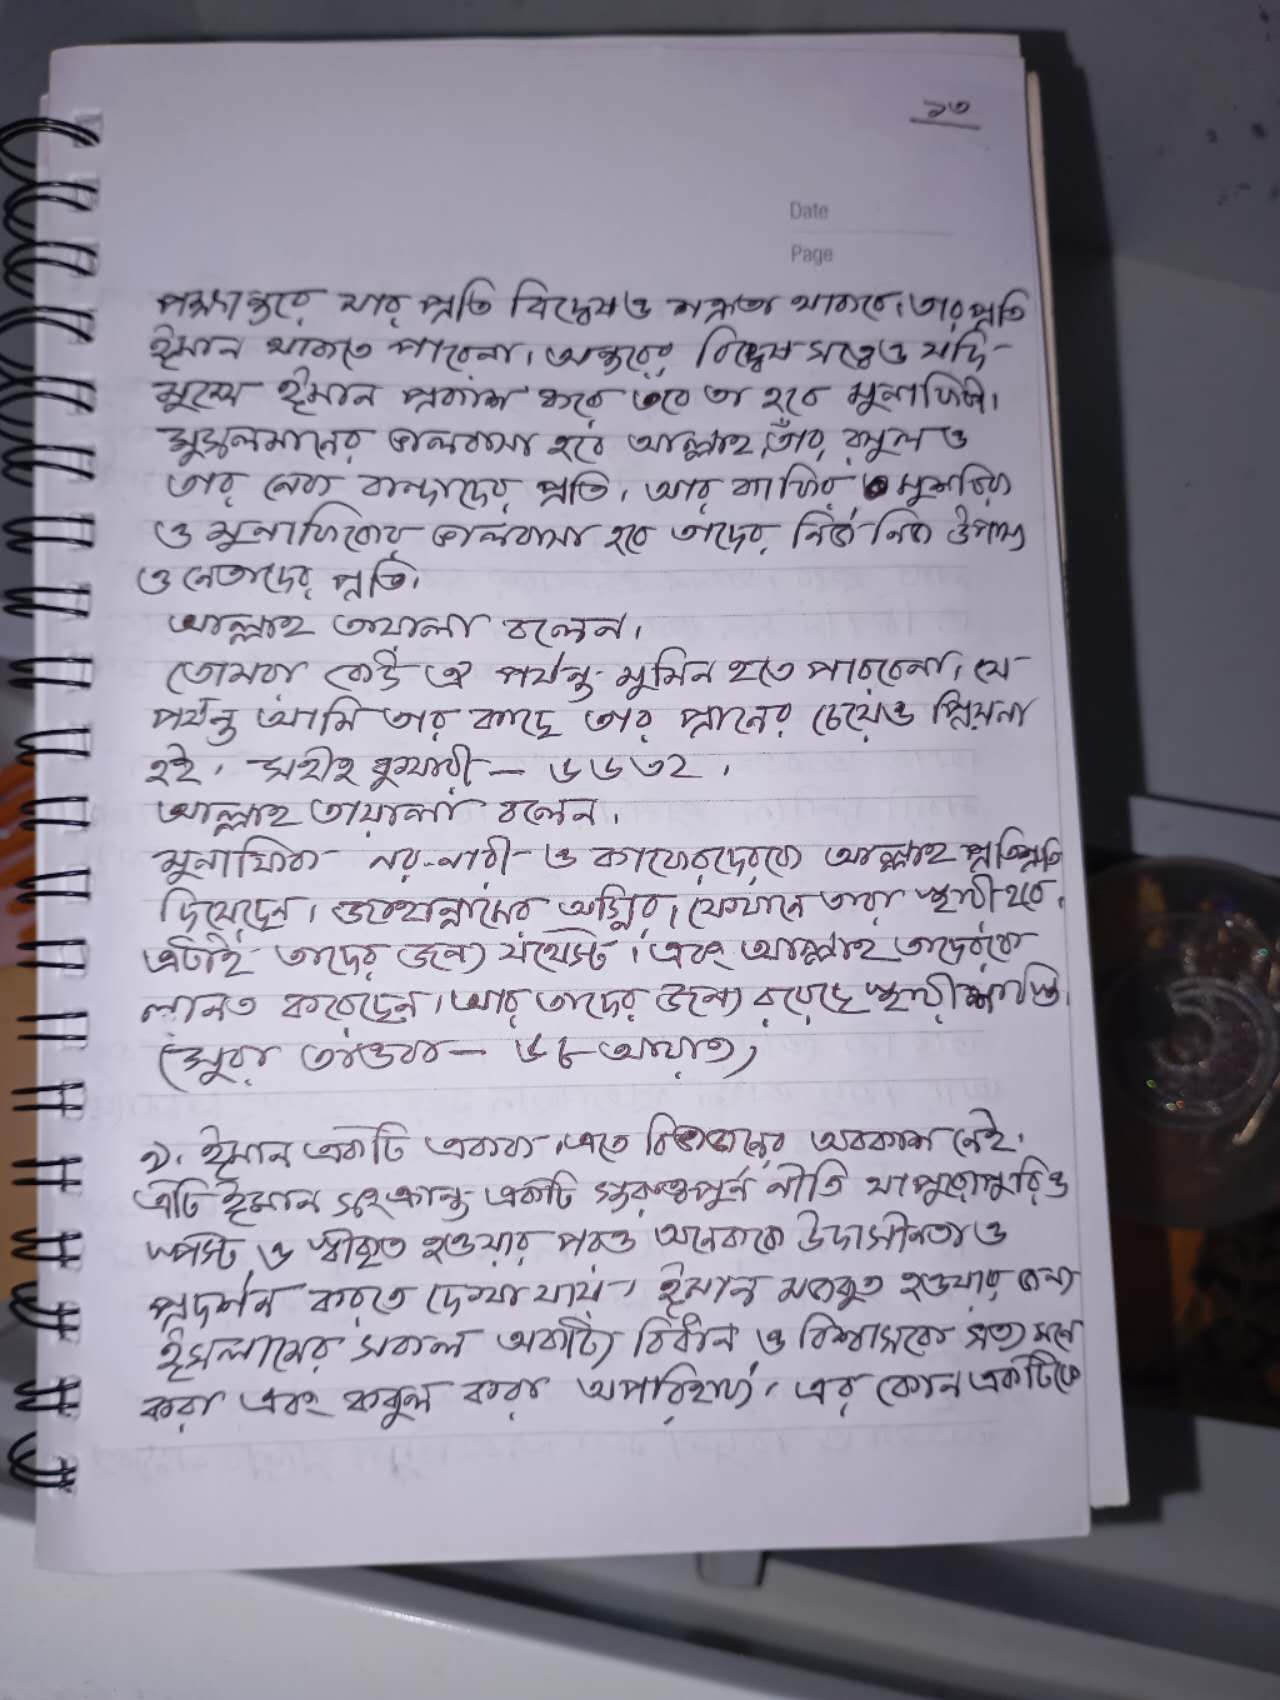 ১৩
Date
Page
পক্ষান্তরে যার প্রতি বিদ্বেষ ও শত্রুতা থাকবে। তার প্রতি
ঈমান থাকতে পারেনা। অন্তরের বিদ্বেষ সত্ত্বেও যদি-
মুখে ঈমান প্রকাশ করে তবে তা হবে মুনাফিকী।
মুসলমানের ভালবাসা হবে আল্লাহ, তাঁর রসুল ও
তার নেক বান্দাদের প্রতি। আর কাফির মুশরিক
ও মুনাফিকের ভালবাসা হবে তাদের নিজ নিজ উপাস্য
ও নেতাদের প্রতি।
আল্লাহ তায়ালা বলেন।
তোমরা কেউ ঐ পর্যন্ত মুমিন হতে পারবেনা। যে-
পর্যন্ত আমি তার কাছে তার প্রানের চেয়েও প্রিয়না
হই। সহীহ বুখারী - ৬৬৩২।
আল্লাহ তায়ালা বলেন।
মুনাফিক নর-নারী ও কাফেরদেরকে আল্লাহ প্রতিশ্রুতি
দিয়েছেন। জাহান্নামের অগ্নির। যেখানে তারা স্থায়ী হবে।
এটাই তাদের জন্য যথেস্ট। এবং আল্লাহ তাদেরকে
লানত করেছেন। আর তাদের জন্য রয়েছে স্থায়ী শাস্তি।
(সুরা তাওবা - ৬৮ আয়াত)
৯। ঈমান একটি একক। এতে বিভাজনের অবকাশ নেই।
এটি ঈমান সংক্রান্ত একটি গুরুত্বপুর্ন নীতি যা পুরোপুরি ও
স্পস্ট ও স্বীকৃত হওয়ার পরও অনেককে উদাসীনতা ও
প্রদর্শন করতে দেখা যায়। ঈমান মজবুত হওয়ার জন্য
ইসলামের সকল অকাট্য বিধান ও বিশ্বাসকে সত্য মনে
করা এবং কবুল করা অপরিহার্য। এর কোন একটিকে